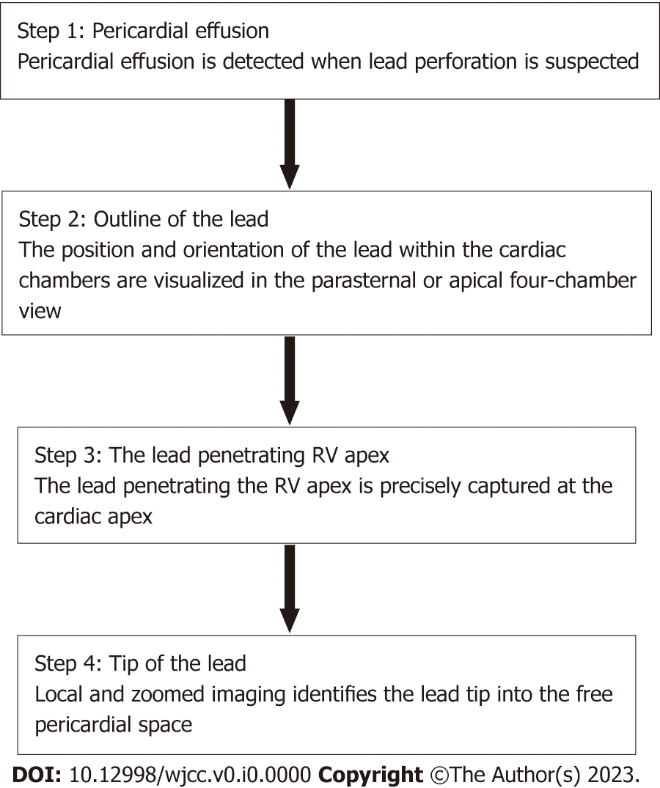 Step 1: Pericardial effusion
Pericardial effusion is detected when lead perforation is suspected
Step 2: Outline of the lead
The position and orientation of the lead within the cardiac
chambers are visualized in the parasternal or apical four-chamber
view
Step 3: The lead penetrating RV apex
The lead penetrating the RV apex is precisely captured at the
cardiac apex
Step 4: Tip of the lead
Local and zoomed imaging identifies the lead tip into the free
pericardial space
DOI: 10.12998/wjcc.v0.i0.0000 Copyright ©The Author(s) 2023.